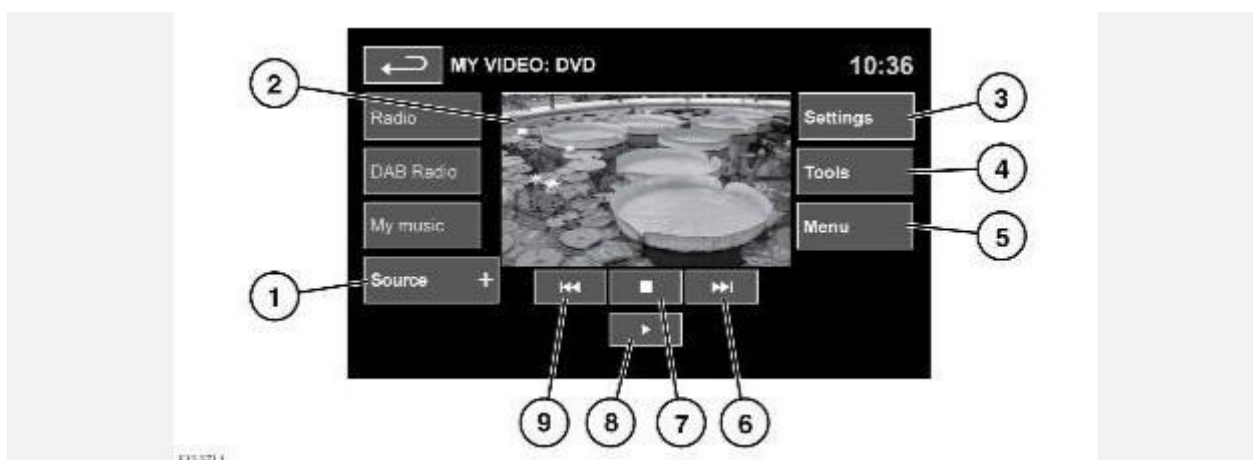 MY VIDEO: DVD 10:36
2
3
Radio
Settings
DAB Radio
Tools
4
My music
Menu
5
Source +
1
9
8
7
6